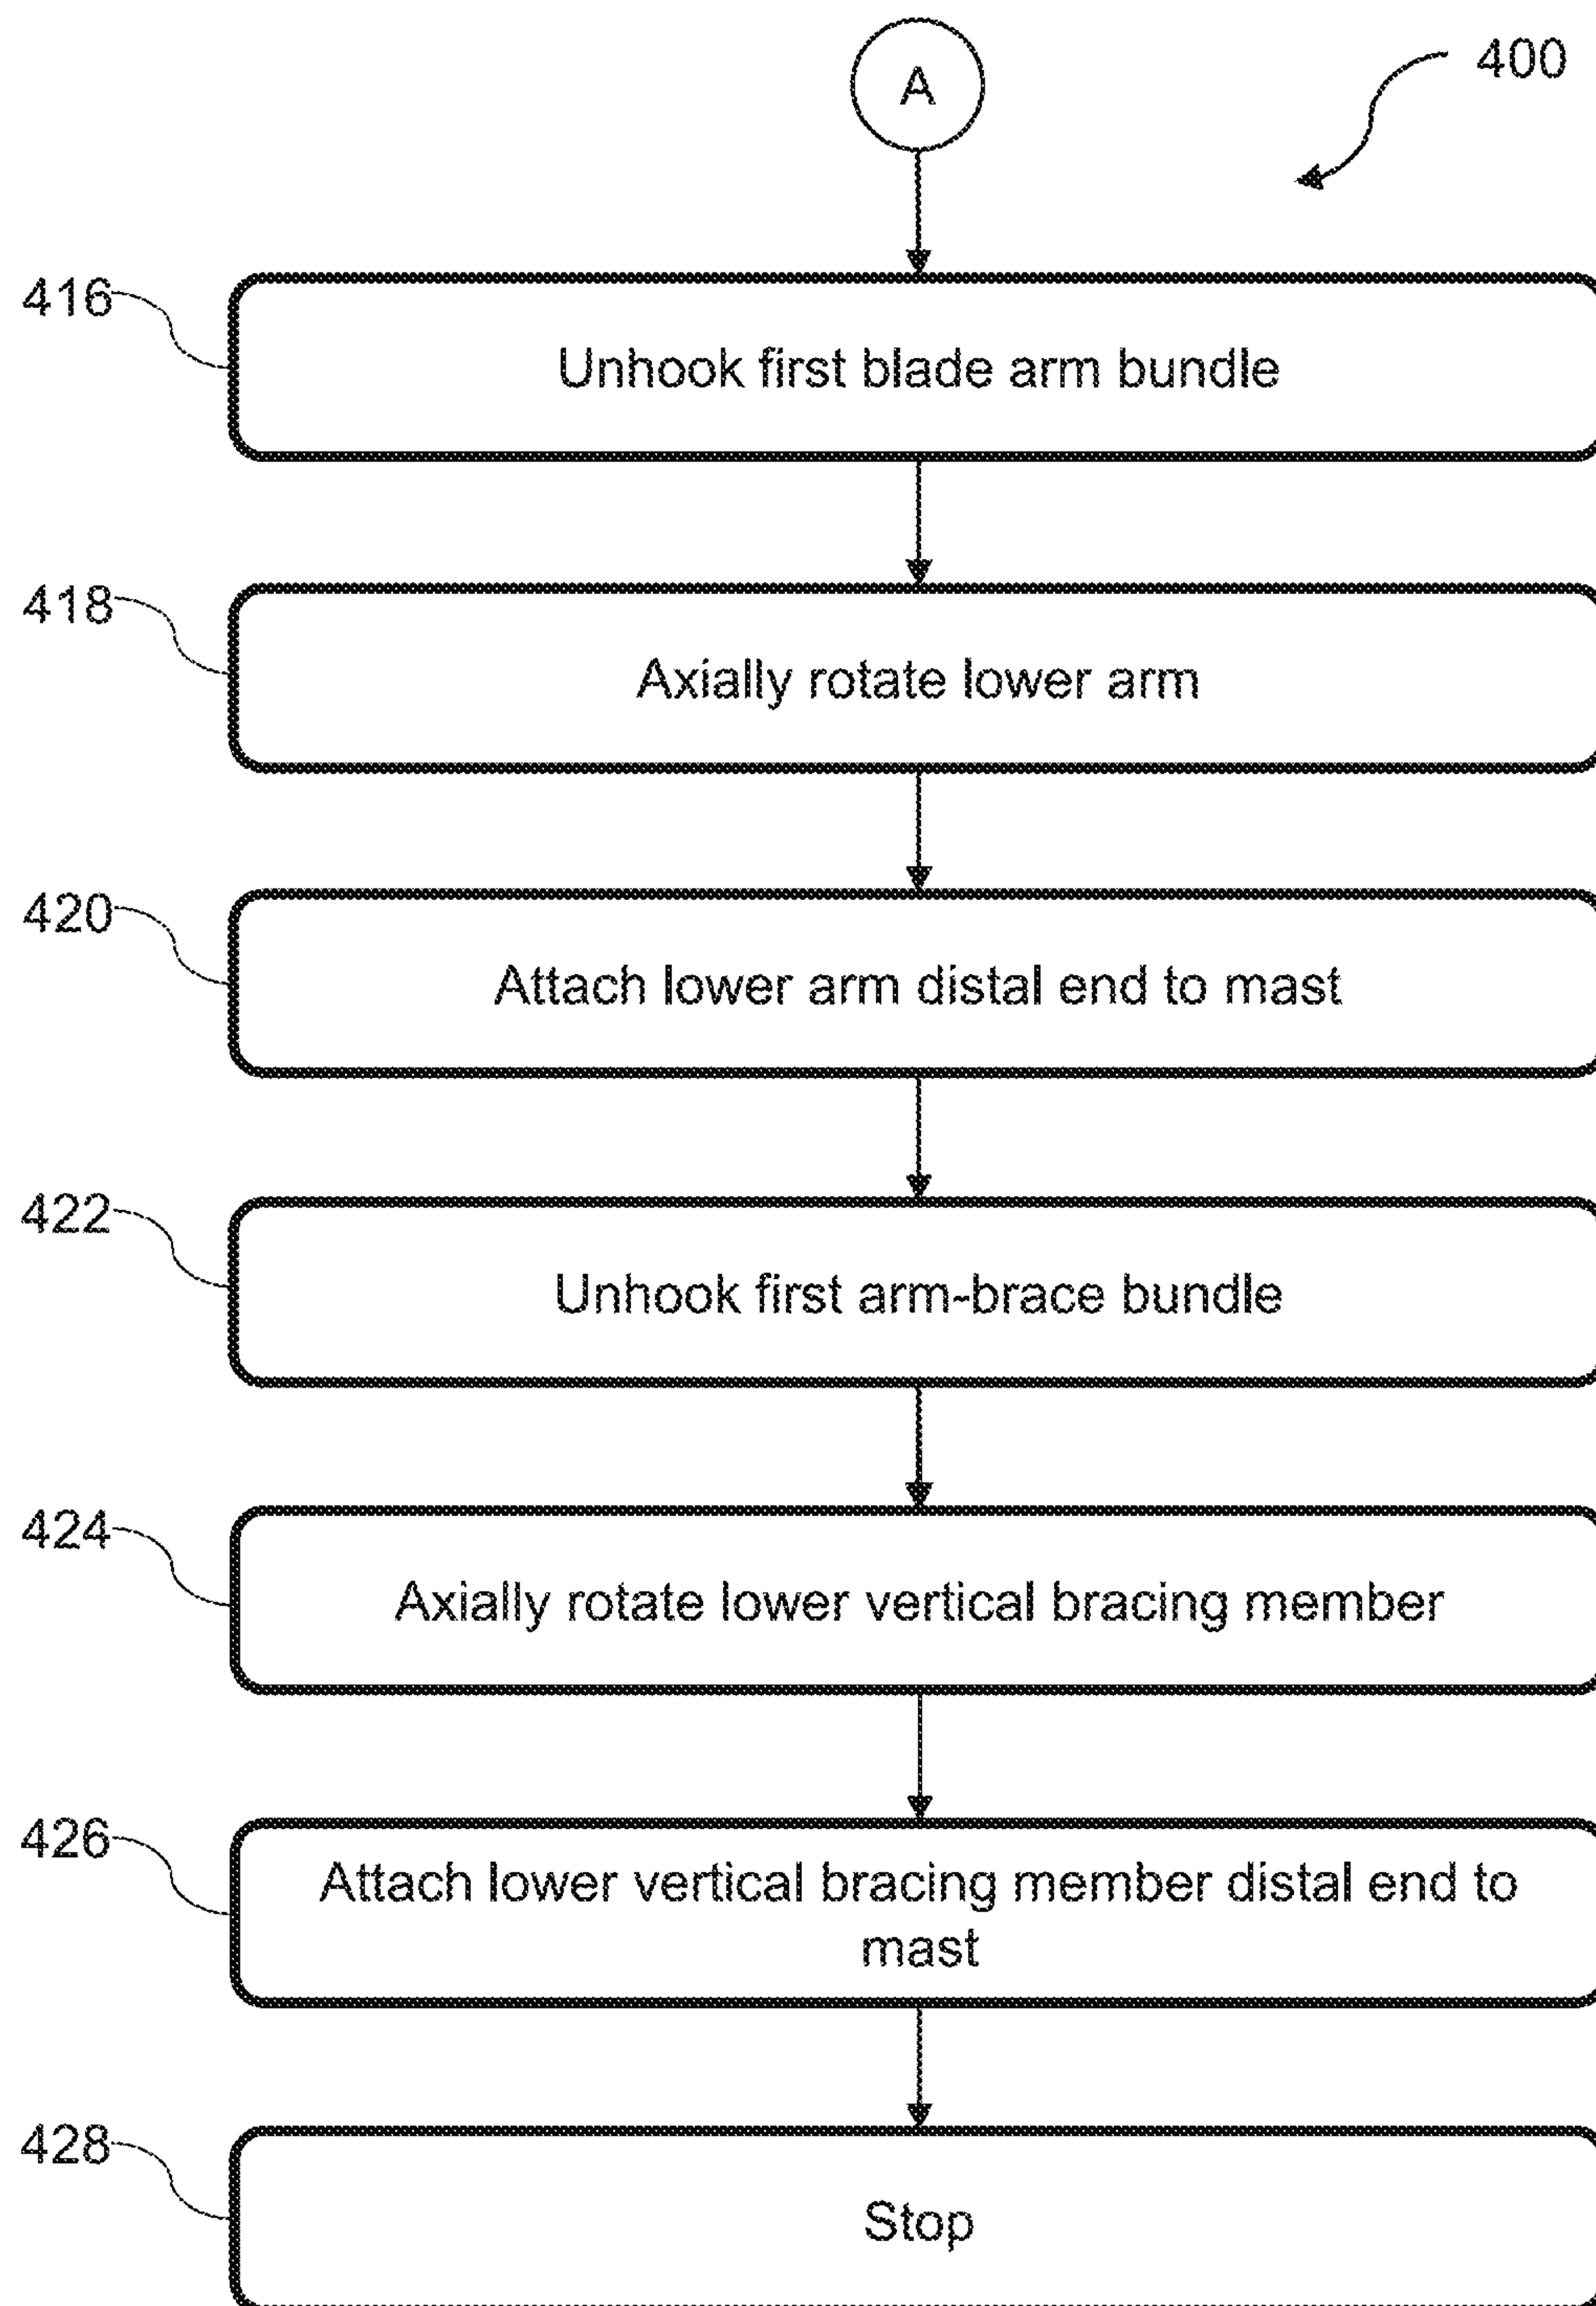 A
400
416
Unhook first blade arm bundle
418
Axially rotate lower arm
420
Attach lower arm distal end to mast
422
Unhook first arm-brace bundle
424
Axially rotate lower vertical bracing member
426
Attach lower vertical bracing member distal end to
mast
428
Stop